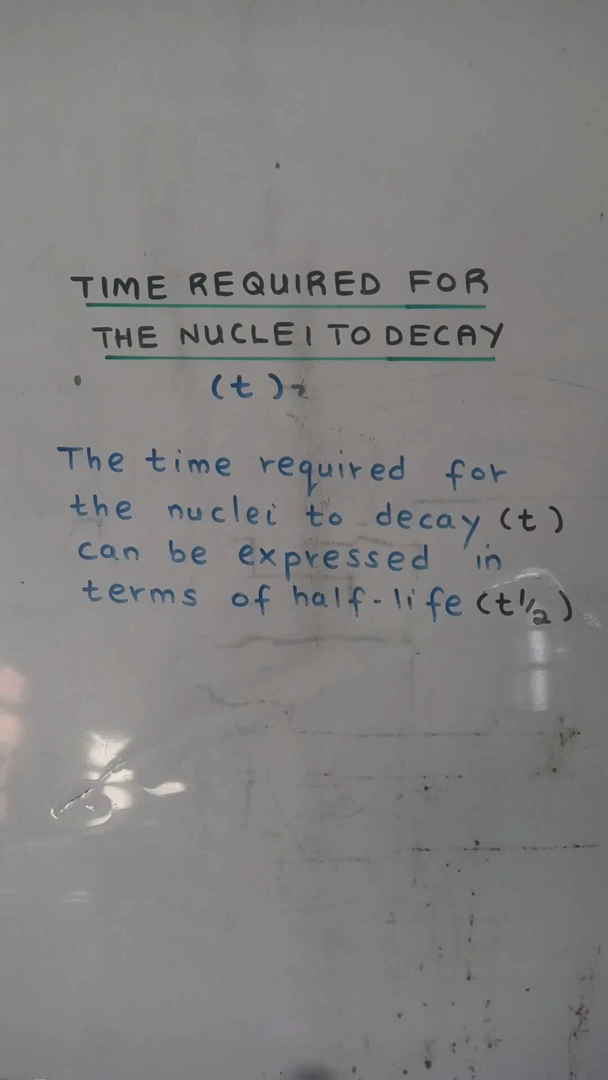 TIME REQUIRED FOR
THE NUCLEI TO DECAY
(t)-
The time required for
the nuclei to decay (t)
can be expressed in
terms of half-life (t1/2)